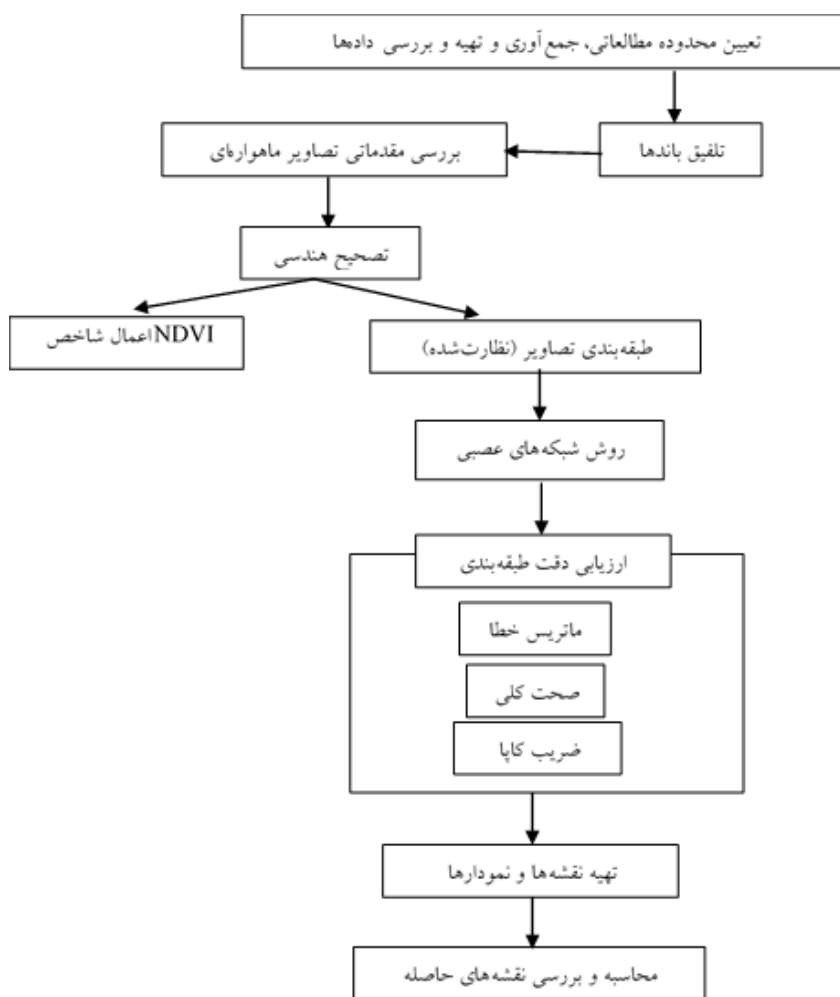 تعیین محدوده مطالعاتی، جمع‌آوری و تهیه و بررسی داده‌ها
تلفیق باندها
بررسی مقدماتی تصاویر ماهواره‌ای
تصحیح هندسی
اعمال شاخص NDVI
طبقه‌بندی تصاویر (نظارت‌شده)
روش شبکه‌های عصبی
ارزیابی دقت طبقه‌بندی
ماتریس خطا
صحت کلی
ضریب کاپا
تهیه نقشه‌ها و نمودارها
محاسبه و بررسی نقشه‌های حاصله